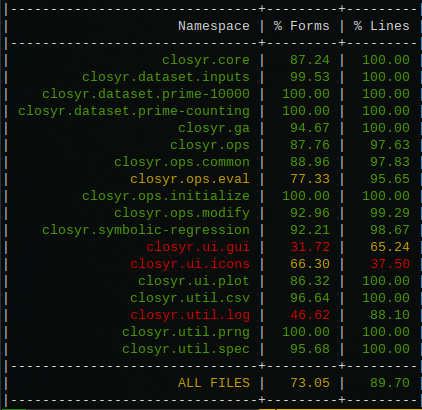 |-------------------------------+---------+---------|
| Namespace | % Forms | % Lines
|-------------------------------+---------+---------|
| closyr.core | 87.24 | 100.00
| closyr.dataset.inputs | 99.53 | 100.00
| closyr.dataset.prime-10000 | 100.00 | 100.00
| closyr.dataset.prime-counting | 100.00 | 100.00
| closyr.ga | 94.67 | 100.00
| closyr.ops | 87.76 | 97.63
| closyr.ops.common | 88.96 | 97.83
| closyr.ops.eval | 77.33 | 95.65
| closyr.ops.initialize | 100.00 | 100.00
| closyr.ops.modify | 92.96 | 99.29
| closyr.symbolic-regression | 92.21 | 98.67
| closyr.ui.gui | 31.72 | 65.24
| closyr.ui.icons | 66.30 | 37.50
| closyr.ui.plot | 86.32 | 100.00
| closyr.util.csv | 96.64 | 100.00
| closyr.util.log | 46.62 | 88.10
| closyr.util.prng | 100.00 | 100.00
| closyr.util.spec | 95.68 | 100.00
|-------------------------------+---------+---------|
| ALL FILES | 73.05 | 89.70
|-------------------------------+---------+---------|